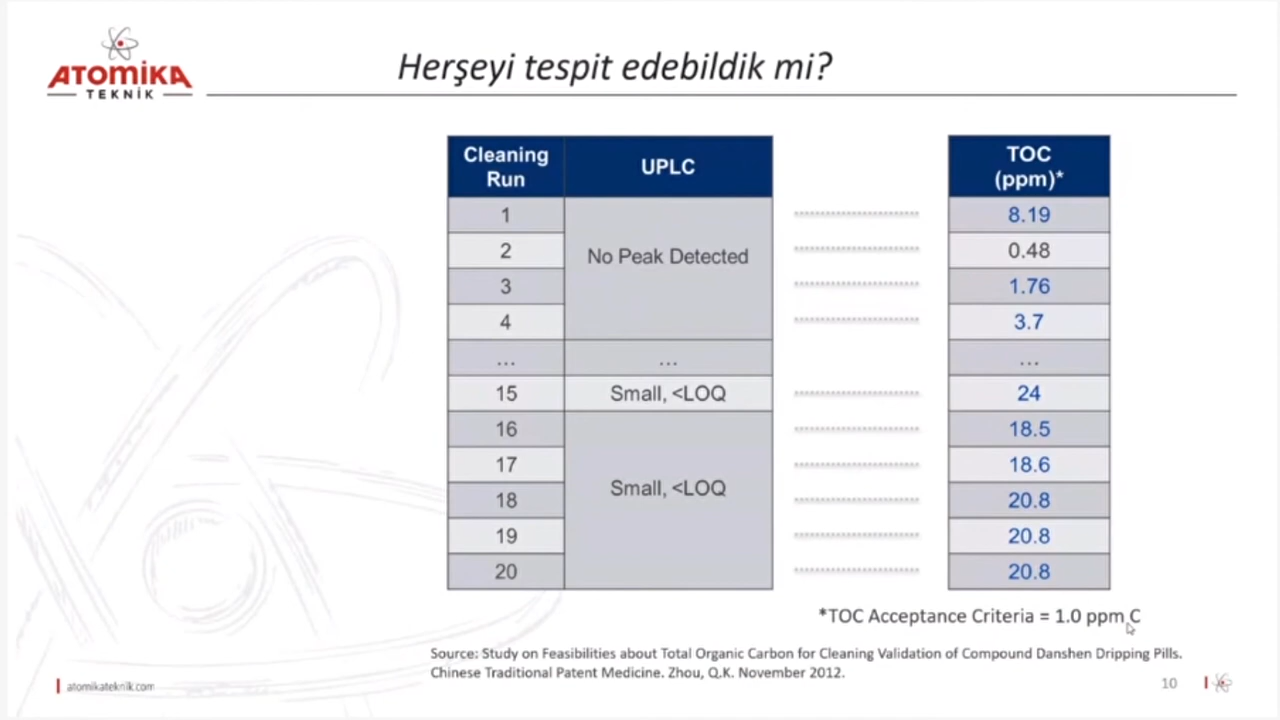 ATOMİKA
TEKNİK
Herşeyi tespit edebildik mi?
Cleaning Run UPLC TOC (ppm)*
1 No Peak Detected 8.19
2 0.48
3 1.76
4 3.7
... ... ...
15 Small, <LOQ 24
16 Small, <LOQ 18.5
17 18.6
18 20.8
19 20.8
20 20.8
*TOC Acceptance Criteria = 1.0 ppm C
Source: Study on Feasibilities about Total Organic Carbon for Cleaning Validation of Compound Danshen Dripping Pills.
Chinese Traditional Patent Medicine. Zhou, Q.K. November 2012.
atomikateknik.com
10